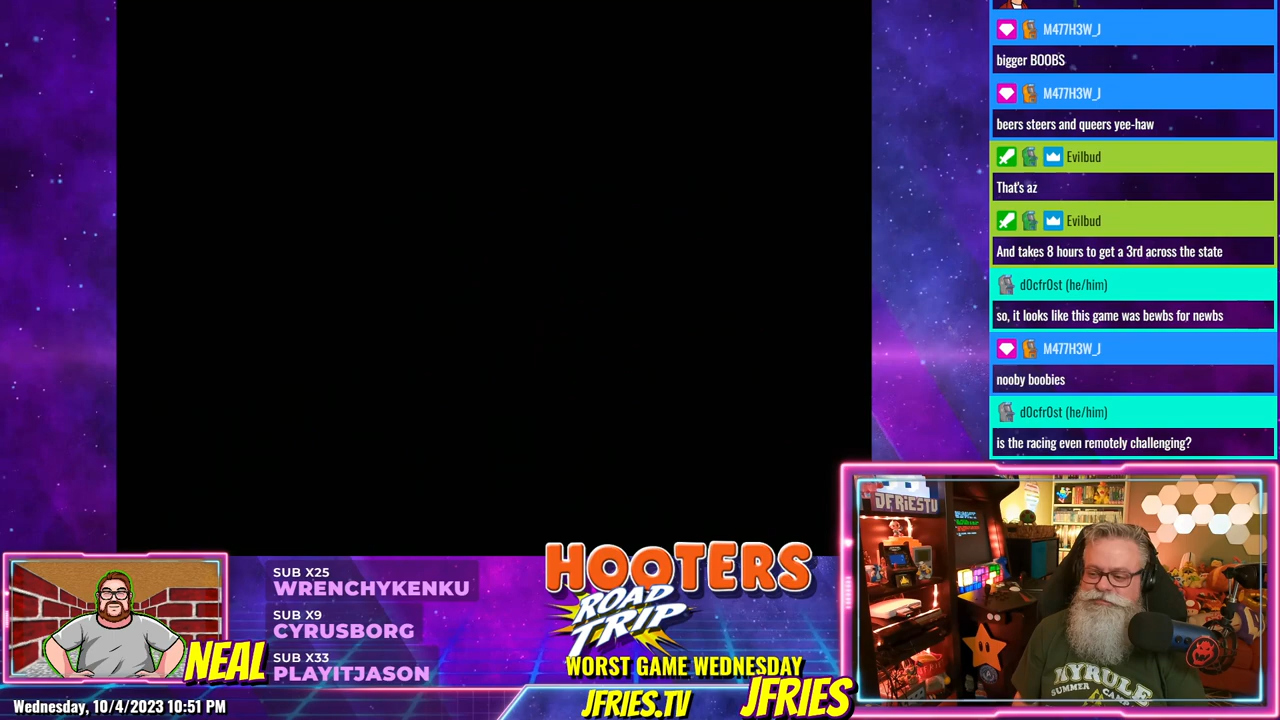 M477H3W_J
bigger BOOBS
M477H3W_J
beers steers and queers yee-haw
Evilbud
That's az
Evilbud
And takes 8 hours to get a 3rd across the state
d0cfr0st (he/him)
so, it looks like this game was bewbs for newbs
M477H3W_J
nooby boobies
d0cfr0st (he/him)
is the racing even remotely challenging?
JFRIESTV
HYRULE
SUMMER CAMP
NEAL
SUB X25
WRENCHYKENKU
SUB X9
CYRUSBORG
SUB X33
PLAYITJASON
HOOTERS
ROAD
TRIP
WORST GAME WEDNESDAY
JFRIES.TV
JFRIES
Wednesday, 10/4/2023 10:51 PM